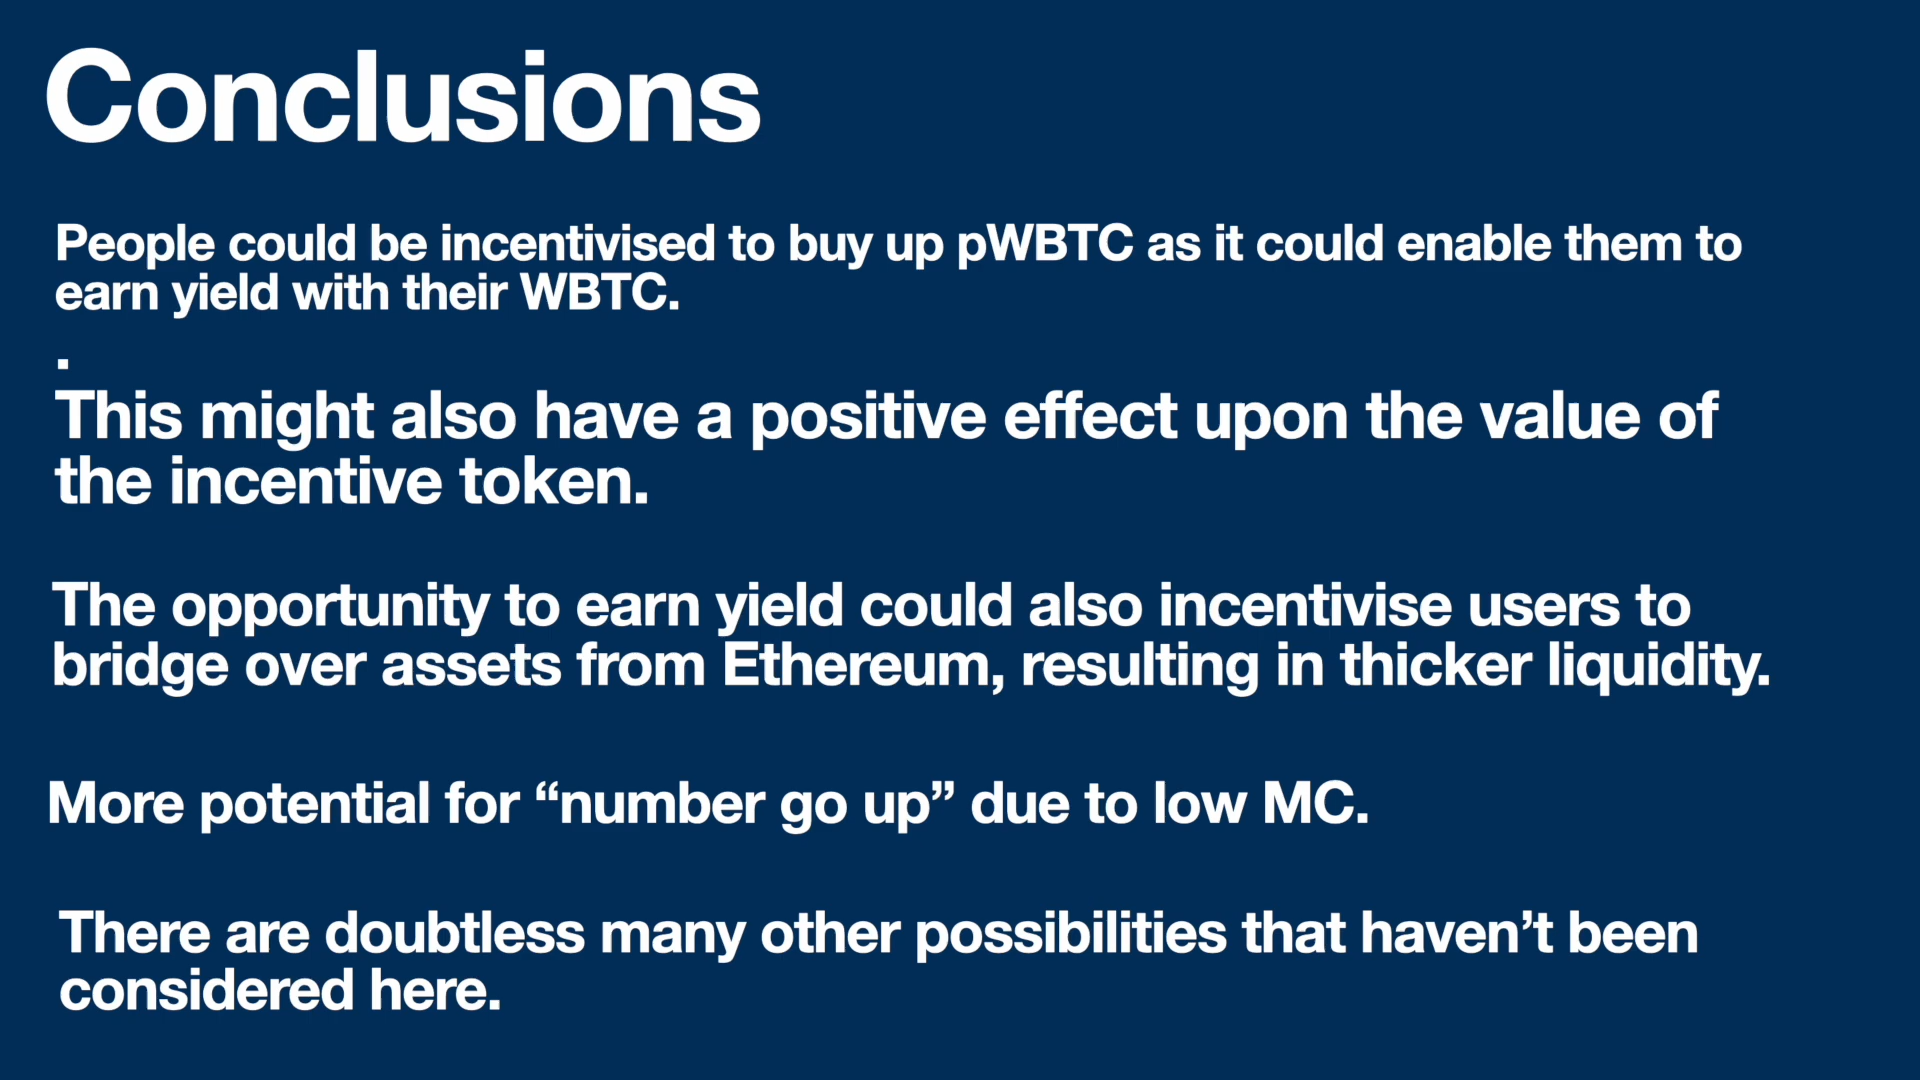 Conclusions
People could be incentivised to buy up pWBTC as it could enable them to
earn yield with their WBTC.
.
This might also have a positive effect upon the value of
the incentive token.
The opportunity to earn yield could also incentivise users to
bridge over assets from Ethereum, resulting in thicker liquidity.
More potential for “number go up” due to low MC.
There are doubtless many other possibilities that haven’t been
considered here.